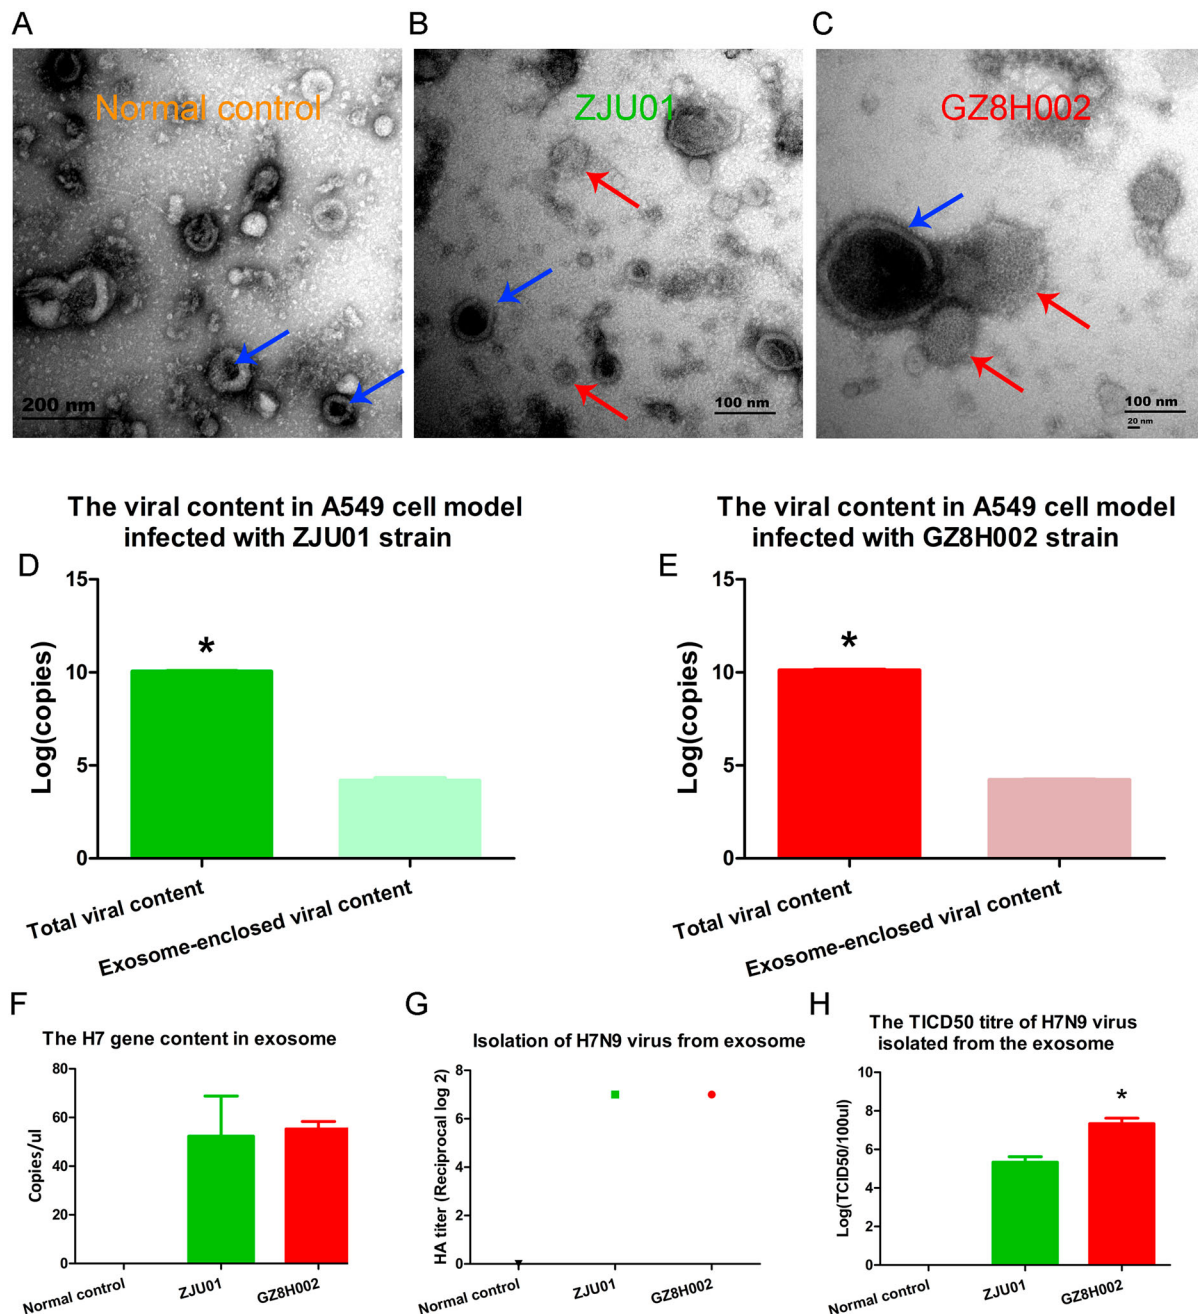 A
B
C
Normal control
ZJU01
GZ8H002
200 nm
100 nm
100 nm
20 nm
The viral content in A549 cell model
infected with ZJU01 strain
The viral content in A549 cell model
infected with GZ8H002 strain
D
15
10
5
0
Log(copies)
*
Total viral content
Exosome-enclosed viral content
E
15
10
5
0
Log(copies)
*
Total viral content
Exosome-enclosed viral content
F
The H7 gene content in exosome
80
60
40
20
0
Copies/ul
Normal control
ZJU01
GZ8H002
G
Isolation of H7N9 virus from exosome
8
6
4
2
0
HA titer (Reciprocal log 2)
Normal control
ZJU01
GZ8H002
H
The TICD50 titre of H7N9 virus
isolated from the exosome
10
8
6
4
2
0
Log(TCID50/100ul)
*
Normal control
ZJU01
GZ8H002